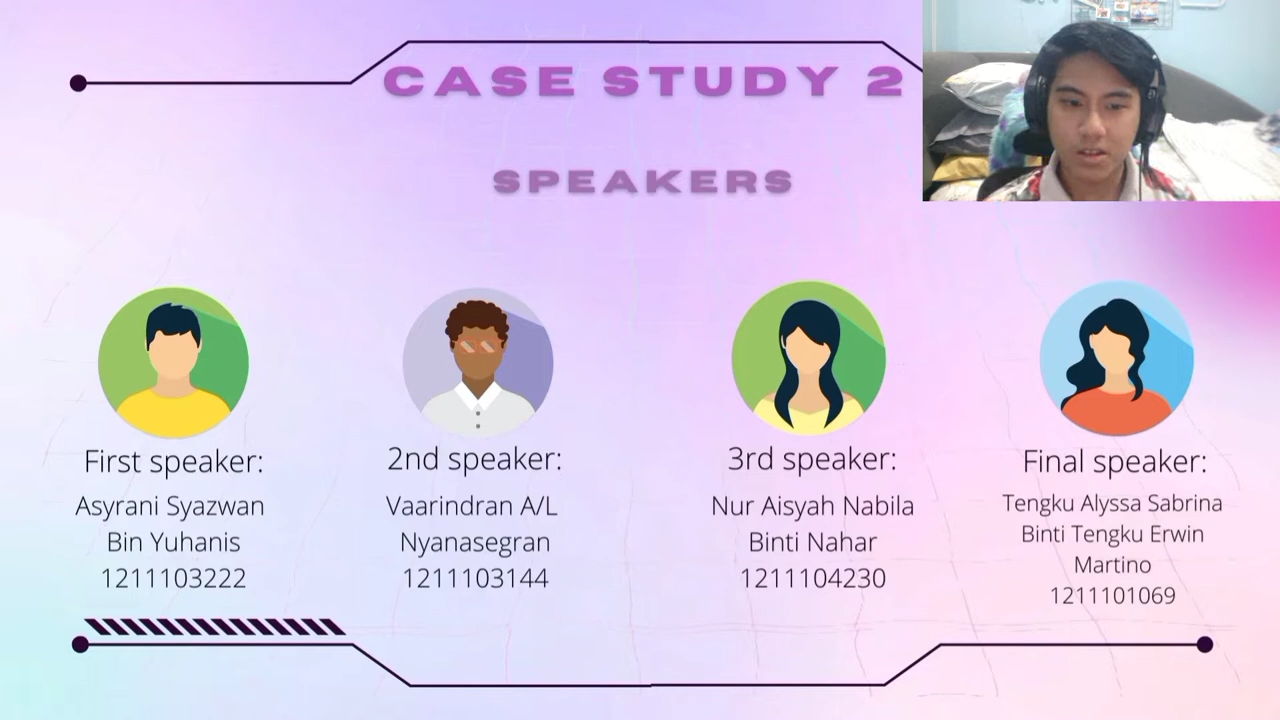 CASE STUDY 2
SPEAKERS
First speaker:
Asyrani Syazwan
Bin Yuhanis
1211103222
2nd speaker:
Vaarindran A/L
Nyanasegran
1211103144
3rd speaker:
Nur Aisyah Nabila
Binti Nahar
1211104230
Final speaker:
Tengku Alyssa Sabrina
Binti Tengku Erwin
Martino
1211101069